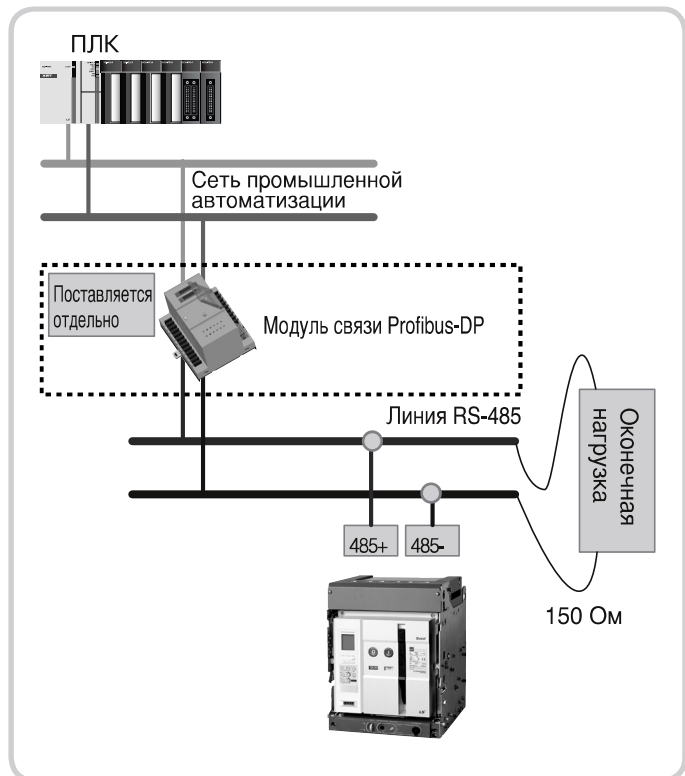 ПЛК
Сеть промышленной
автоматизации
Поставляется
отдельно
Модуль связи Profibus-DP
Линия RS-485
Оконечная
нагрузка
485+
485-
150 Ом